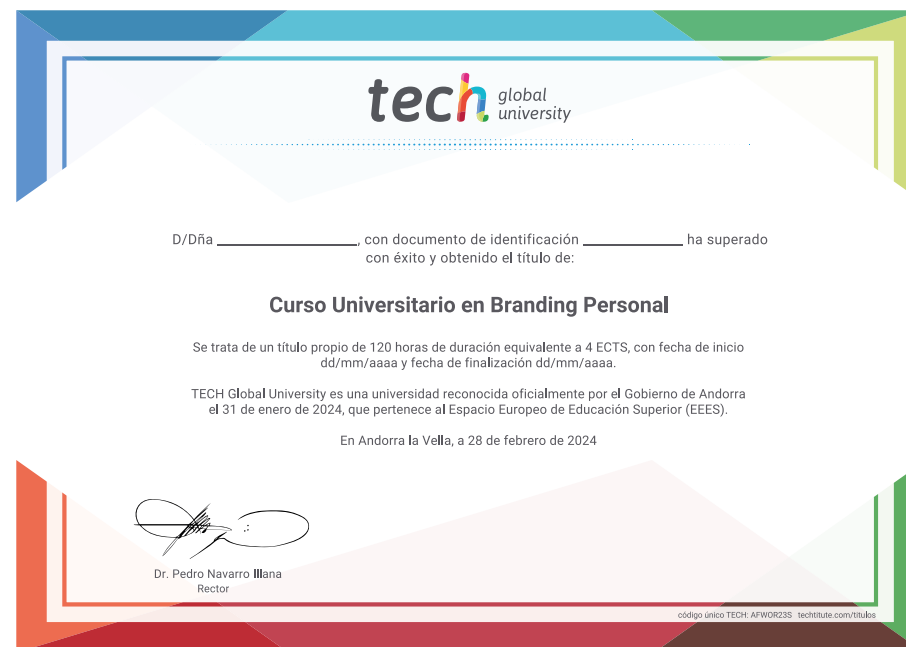 tech global university
D/Dña ____________________, con documento de identificación ______________ ha superado
con éxito y obtenido el título de:
Curso Universitario en Branding Personal
Se trata de un título propio de 120 horas de duración equivalente a 4 ECTS, con fecha de inicio
dd/mm/aaaa y fecha de finalización dd/mm/aaaa.
TECH Global University es una universidad reconocida oficialmente por el Gobierno de Andorra
el 31 de enero de 2024, que pertenece al Espacio Europeo de Educación Superior (EEES).
En Andorra la Vella, a 28 de febrero de 2024
Dr. Pedro Navarro Illana
Rector
código único TECH: AFWOR23S techtitute.com/titulos